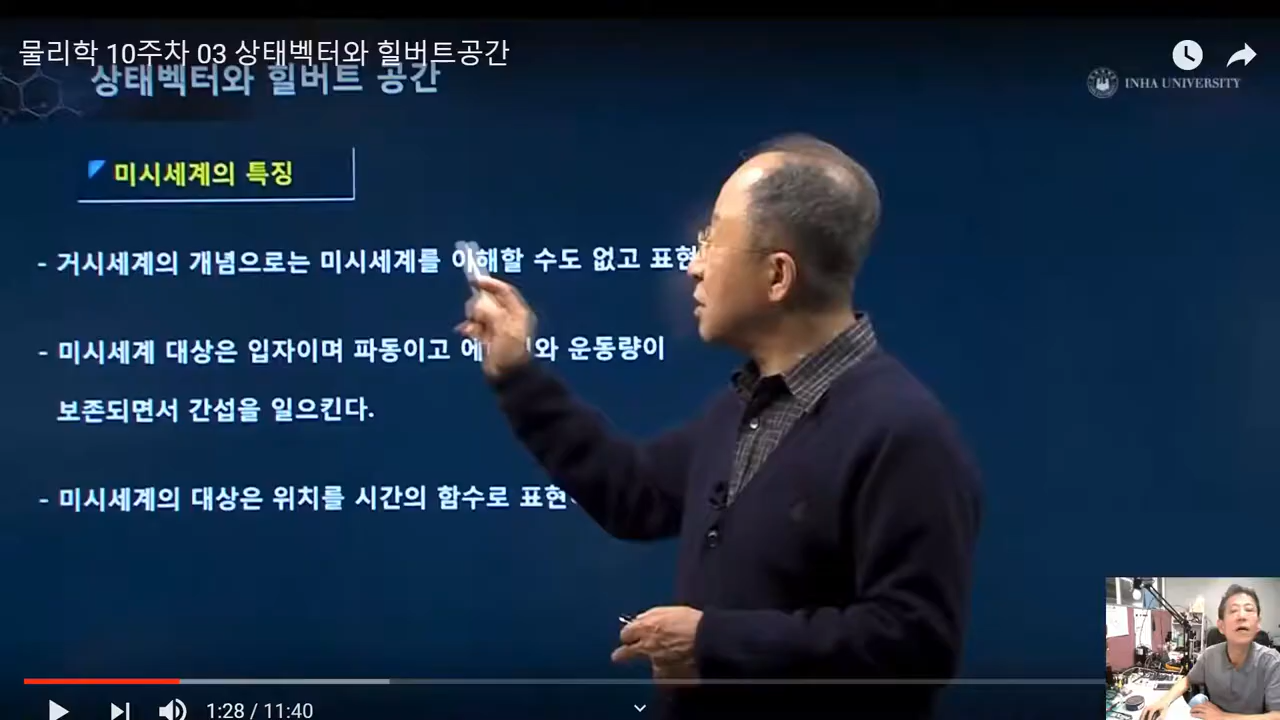 물리학 10주차 03 상태벡터와 힐버트공간
상태벡터와 힐버트 공간
INHA UNIVERSITY
미시세계의 특징
- 거시세계의 개념으로는 미시세계를 이해할 수도 없고 표현
- 미시세계 대상은 입자이며 파동이고 운동량이
보존되면서 간섭을 일으킨다.
- 미시세계의 대상은 위치를 시간의 함수로 표현
1:28 / 11:40